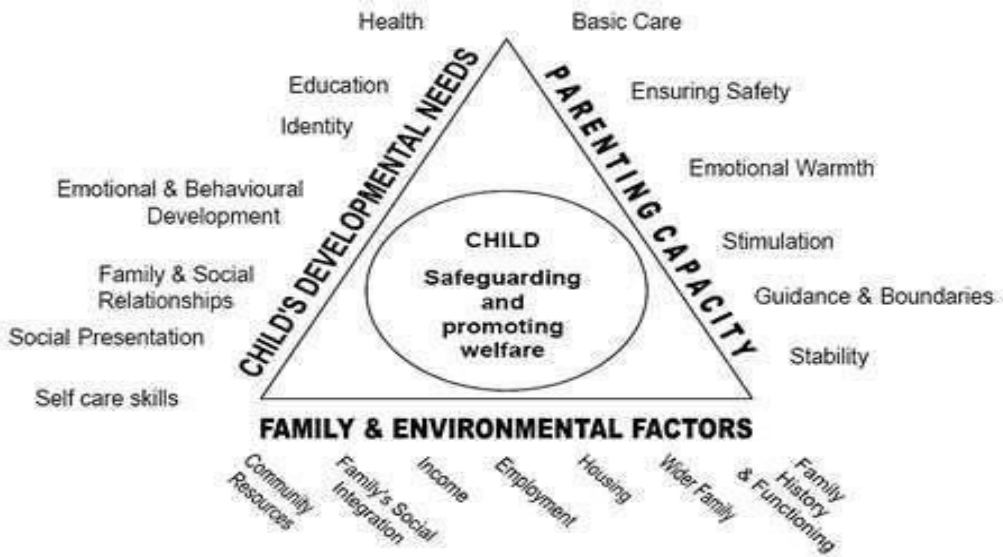 Health
Education
Identity
Emotional & Behavioural
Development
Family & Social
Relationships
Social Presentation
Self care skills
CHILD'S DEVELOPMENTAL NEEDS
CHILD
Safeguarding
and
promoting
welfare
PARENTING CAPACITY
Basic Care
Ensuring Safety
Emotional Warmth
Stimulation
Guidance & Boundaries
Stability
FAMILY & ENVIRONMENTAL FACTORS
Community
Resources
Family's Social
Integration
Income
Employment
Housing
Wider Family
Family
History
& Functioning